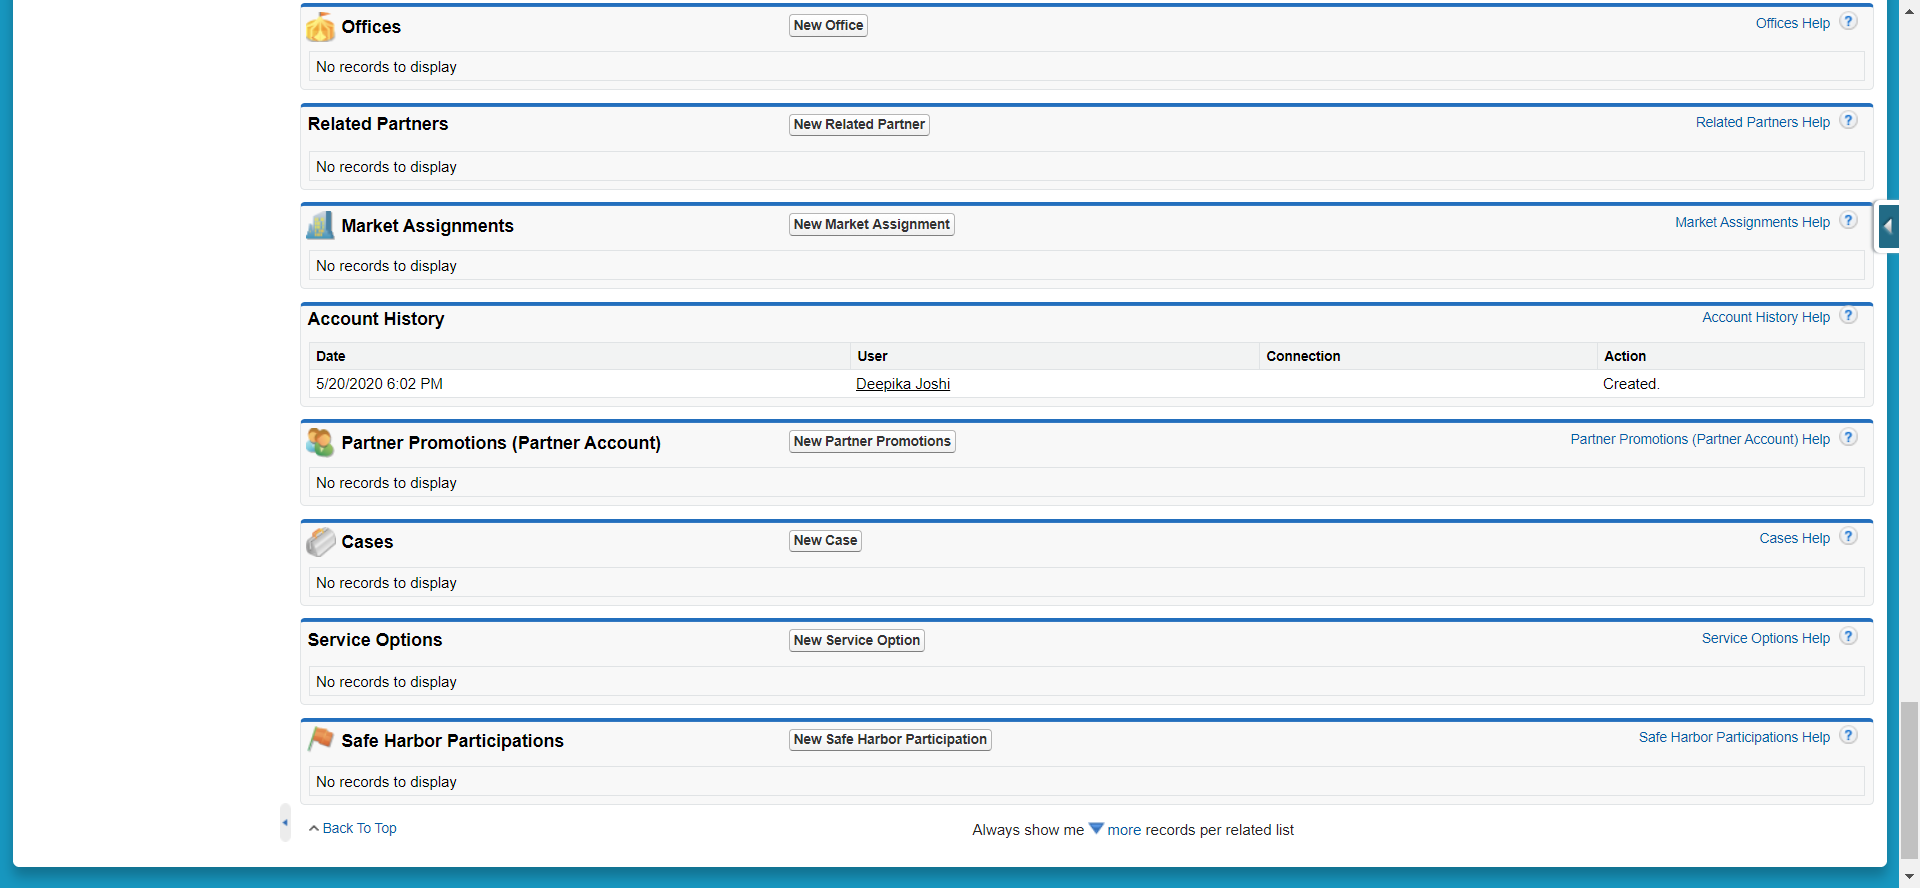 Offices New Office Offices Help ?
No records to display
Related Partners New Related Partner Related Partners Help ?
No records to display
Market Assignments New Market Assignment Market Assignments Help ?
No records to display
Account History Account History Help ?
Date User Connection Action
5/20/2020 6:02 PM Deepika Joshi Created.
Partner Promotions (Partner Account) New Partner Promotions Partner Promotions (Partner Account) Help ?
No records to display
Cases New Case Cases Help ?
No records to display
Service Options New Service Option Service Options Help ?
No records to display
Safe Harbor Participations New Safe Harbor Participation Safe Harbor Participations Help ?
No records to display
Back To Top Always show me more records per related list